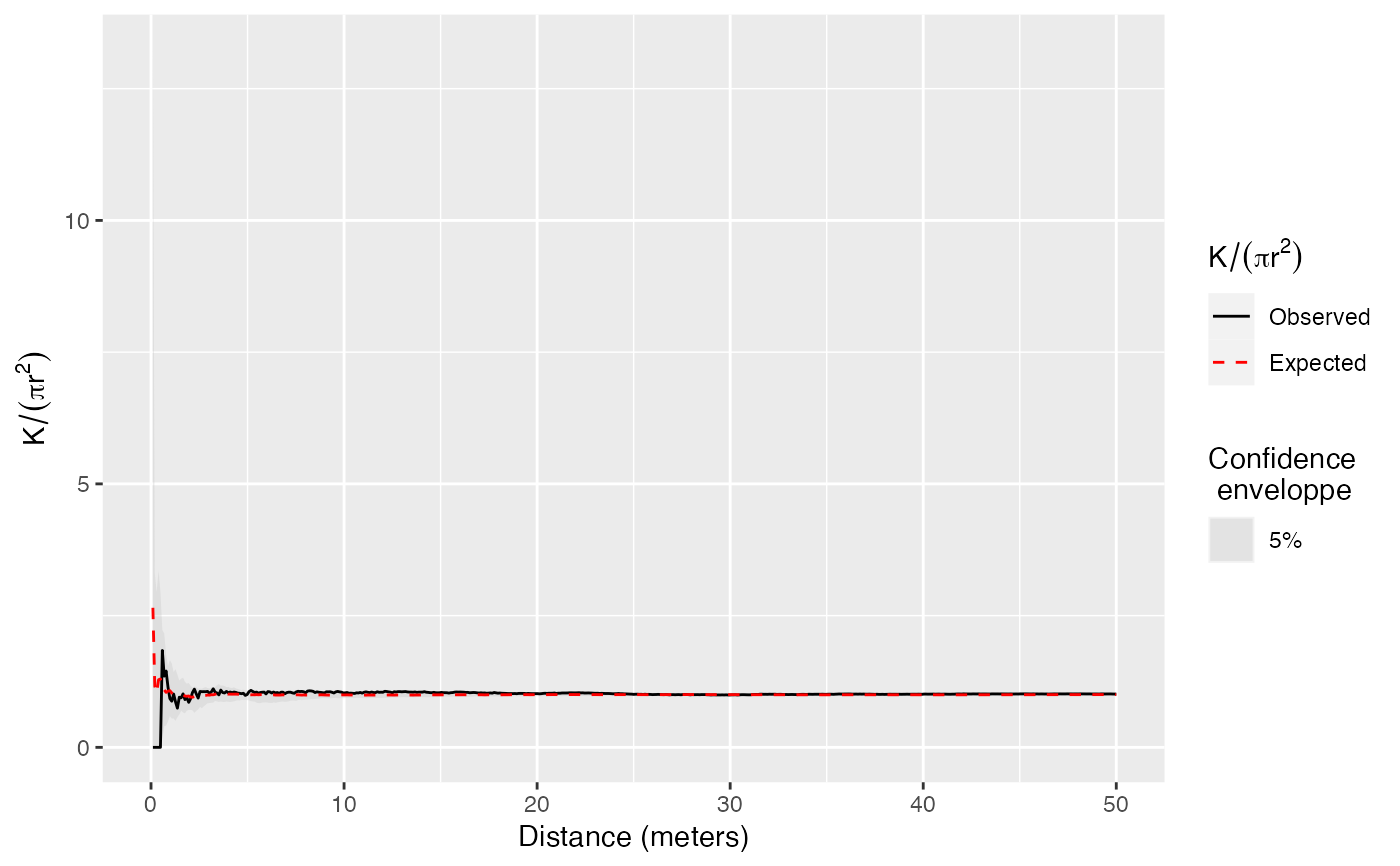 10
5
0
K/(πr²)
0 10 20 30 40 50
Distance (meters)
K/(πr²)
Observed
Expected
Confidence
enveloppe
5%